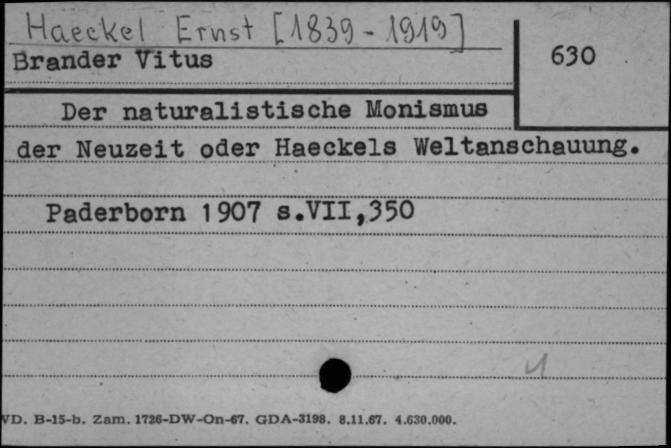 Haeckel Ernst [1839-1919]
Brander Vitus
630
Der naturalistische Monismus
der Neuzeit oder Haeckels Weltanschauung.
Paderborn 1907 s.VII,350
VD. B-15-b. Zam. 1726-DW-On-67. GDA-3198. 8.11.67. 4.630.000.